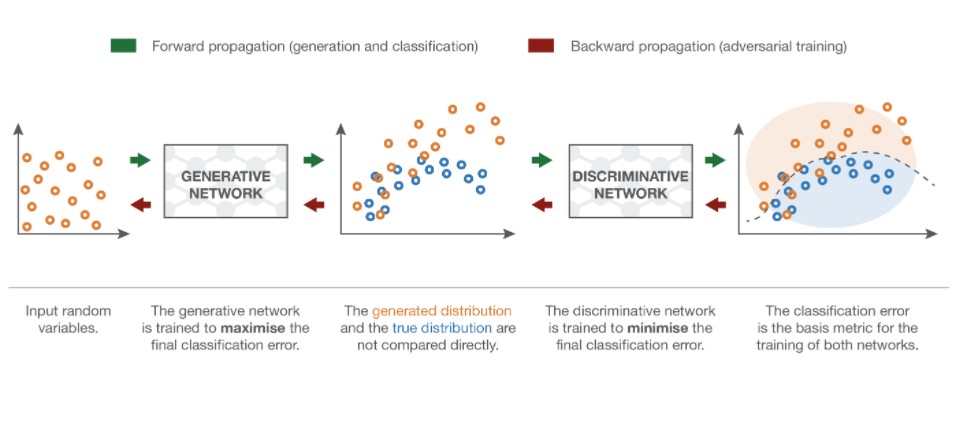 Forward propagation (generation and classification)
Backward propagation (adversarial training)
GENERATIVE
NETWORK
DISCRIMINATIVE
NETWORK
Input random
variables.
The generative network
is trained to maximise the
final classification error.
The generated distribution
and the true distribution are
not compared directly.
The discriminative network
is trained to minimise the
final classification error.
The classification error
is the basis metric for the
training of both networks.